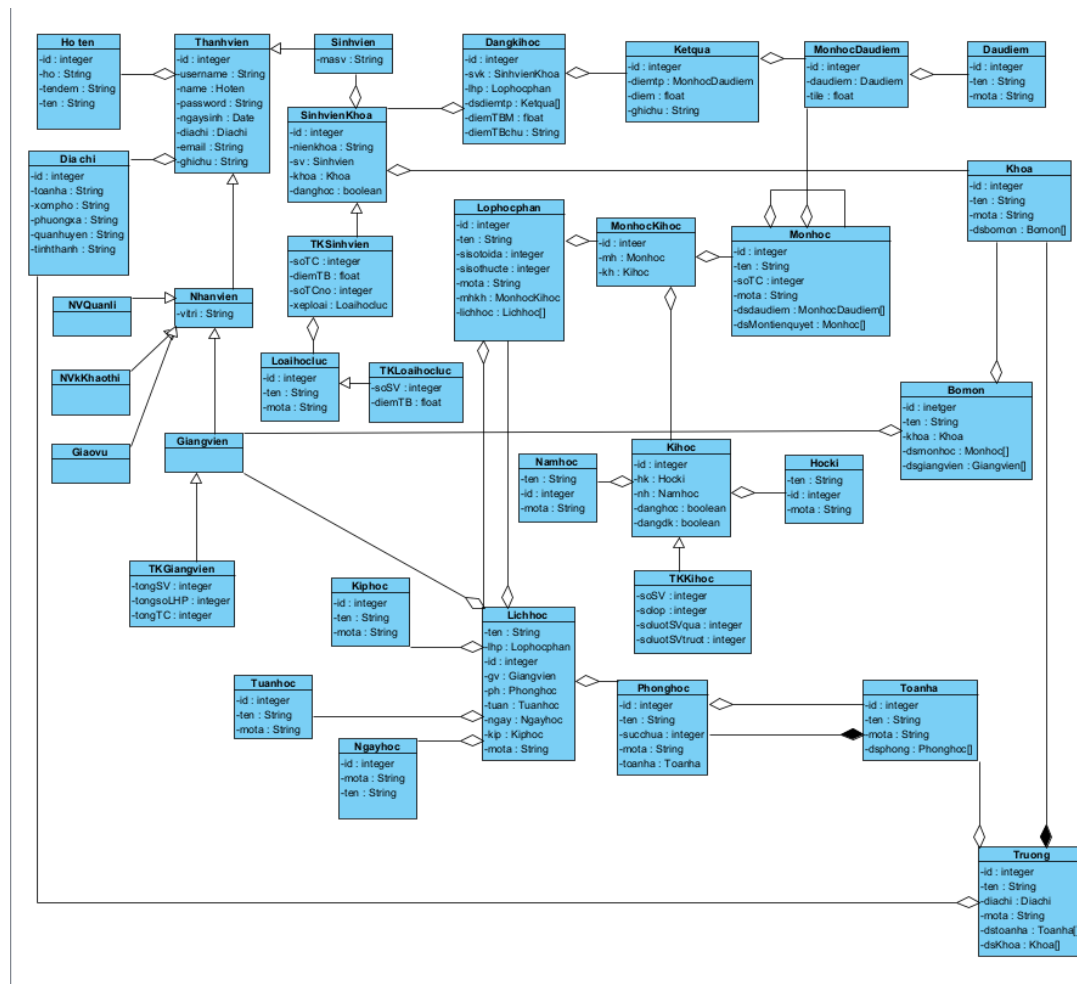 Ho ten
-id : integer
-ho : String
-tendem : String
-ten : String
Thanhvien
-id : integer
-username : String
-name : Hoten
-password : String
-ngaysinh : Date
-diachi : Diachi
-email : String
-ghichu : String
Sinhvien
-masv : String
Dangkihoc
-id : integer
-svk : SinhvienKhoa
-lhp : Lophocphan
-dsdiemtp : Ketqua[]
-diemTBM : float
-diemTBchu : String
Ketqua
-id : integer
-diemtp : MonhocDaudiem
-diem : float
-ghichu : String
MonhocDaudiem
-id : integer
-daudiem : Daudiem
-tile : float
Daudiem
-id : integer
-ten : String
-mota : String
SinhvienKhoa
-id : integer
-nienkhoa : String
-sv : Sinhvien
-khoa : Khoa
-danghoc : boolean
Dia chi
-id : integer
-toanha : String
-xompho : String
-phuongxa : String
-quanhuyen : String
-tinhthanh : String
Khoa
-id : integer
-ten : String
-mota : String
-dsbomon : Bomon[]
Lophocphan
-id : integer
-ten : String
-sisotoida : integer
-sisothucte : integer
-mota : String
-mhkh : MonhocKihoc
-lichhoc : Lichhoc[]
MonhocKihoc
-id : inteer
-mh : Monhoc
-kh : Kihoc
Monhoc
-id : integer
-ten : String
-soTC : integer
-mota : String
-dsdaudiem : MonhocDaudiem[]
-dsMontienquyet : Monhoc[]
TKSinhvien
-soTC : integer
-diemTB : float
-soTCno : integer
-xeploai : Loaihocluc
NVQuanli
Nhanvien
-vitri : String
NVkKhaothi
Giaovu
Loaihocluc
-id : integer
-ten : String
-mota : String
TKLoaihocluc
-soSV : integer
-diemTB : float
Bomon
-id : inetger
-ten : String
-khoa : Khoa
-dsmonhoc : Monhoc[]
-dsgiangvien : Giangvien[]
Giangvien
Namhoc
-ten : String
-id : integer
-mota : String
Kihoc
-id : integer
-hk : Hocki
-nh : Namhoc
-danghoc : boolean
-dangdk : boolean
Hocki
-ten : String
-id : integer
-mota : String
TKGiangvien
-tongSV : integer
-tongsoLHP : integer
-tongTC : integer
Kiphoc
-id : integer
-ten : String
-mota : String
TKKihoc
-soSV : integer
-solop : integer
-soluotSVqua : integer
-soluotSVtruot : integer
Lichhoc
-ten : String
-lhp : Lophocphan
-id : integer
-gv : Giangvien
-ph : Phonghoc
-tuan : Tuanhoc
-ngay : Ngayhoc
-kip : Kiphoc
-mota : String
Tuanhoc
-id : integer
-ten : String
-mota : String
Ngayhoc
-id : integer
-mota : String
-ten : String
Phonghoc
-id : integer
-ten : String
-succhua : integer
-mota : String
-toanha : Toanha
Toanha
-id : integer
-ten : String
-mota : String
-dsphong : Phonghoc[]
Truong
-id : integer
-ten : String
-diachi : Diachi
-mota : String
-dstoanha : Toanha[]
-dsKhoa : Khoa[]